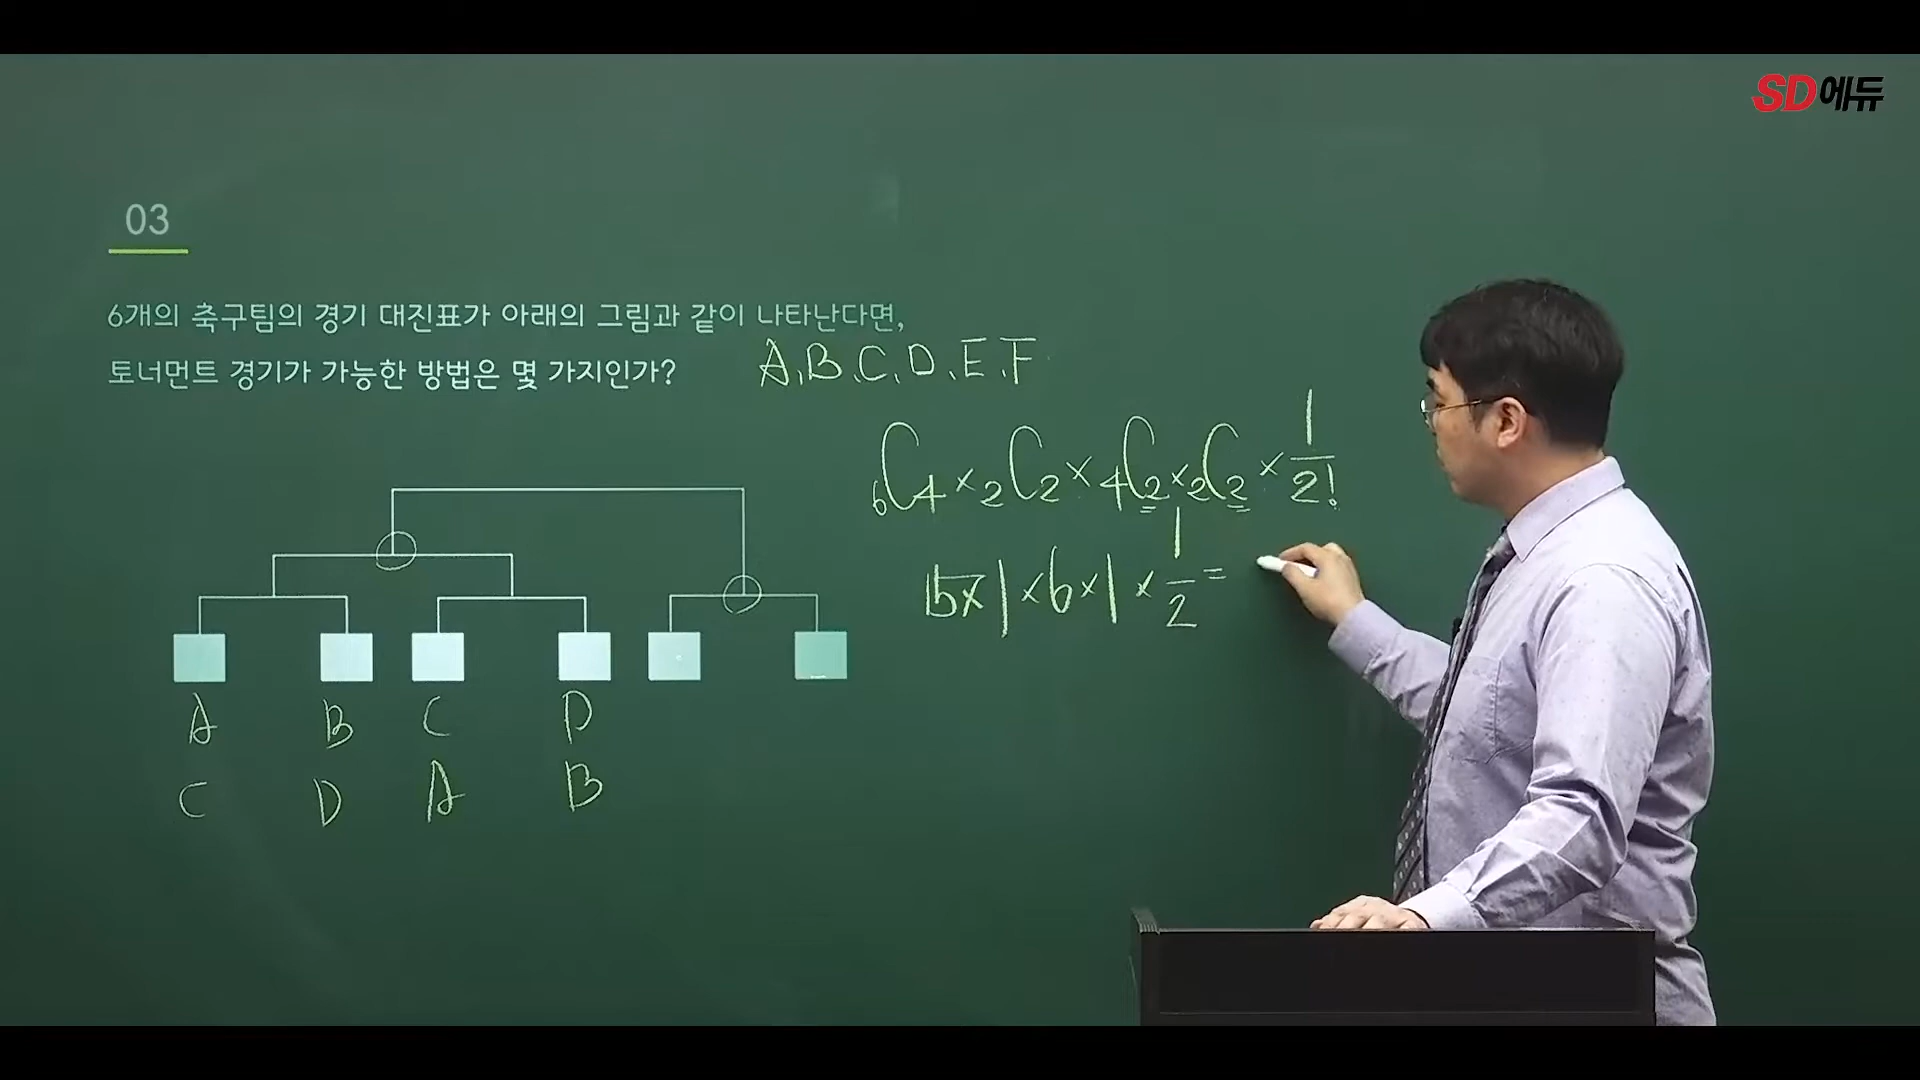 SD에듀
03
6개의 축구팀의 경기 대진표가 아래의 그림과 같이 나타난다면,
토너먼트 경기가 가능한 방법은 몇 가지인가?
A, B, C, D, E, F
₆C₄ × ₂C₂ × ₄C₂ × ₂C₂ × 1/2!
15 × 1 × 6 × 1 × 1/2 =
A B C D
C D A B